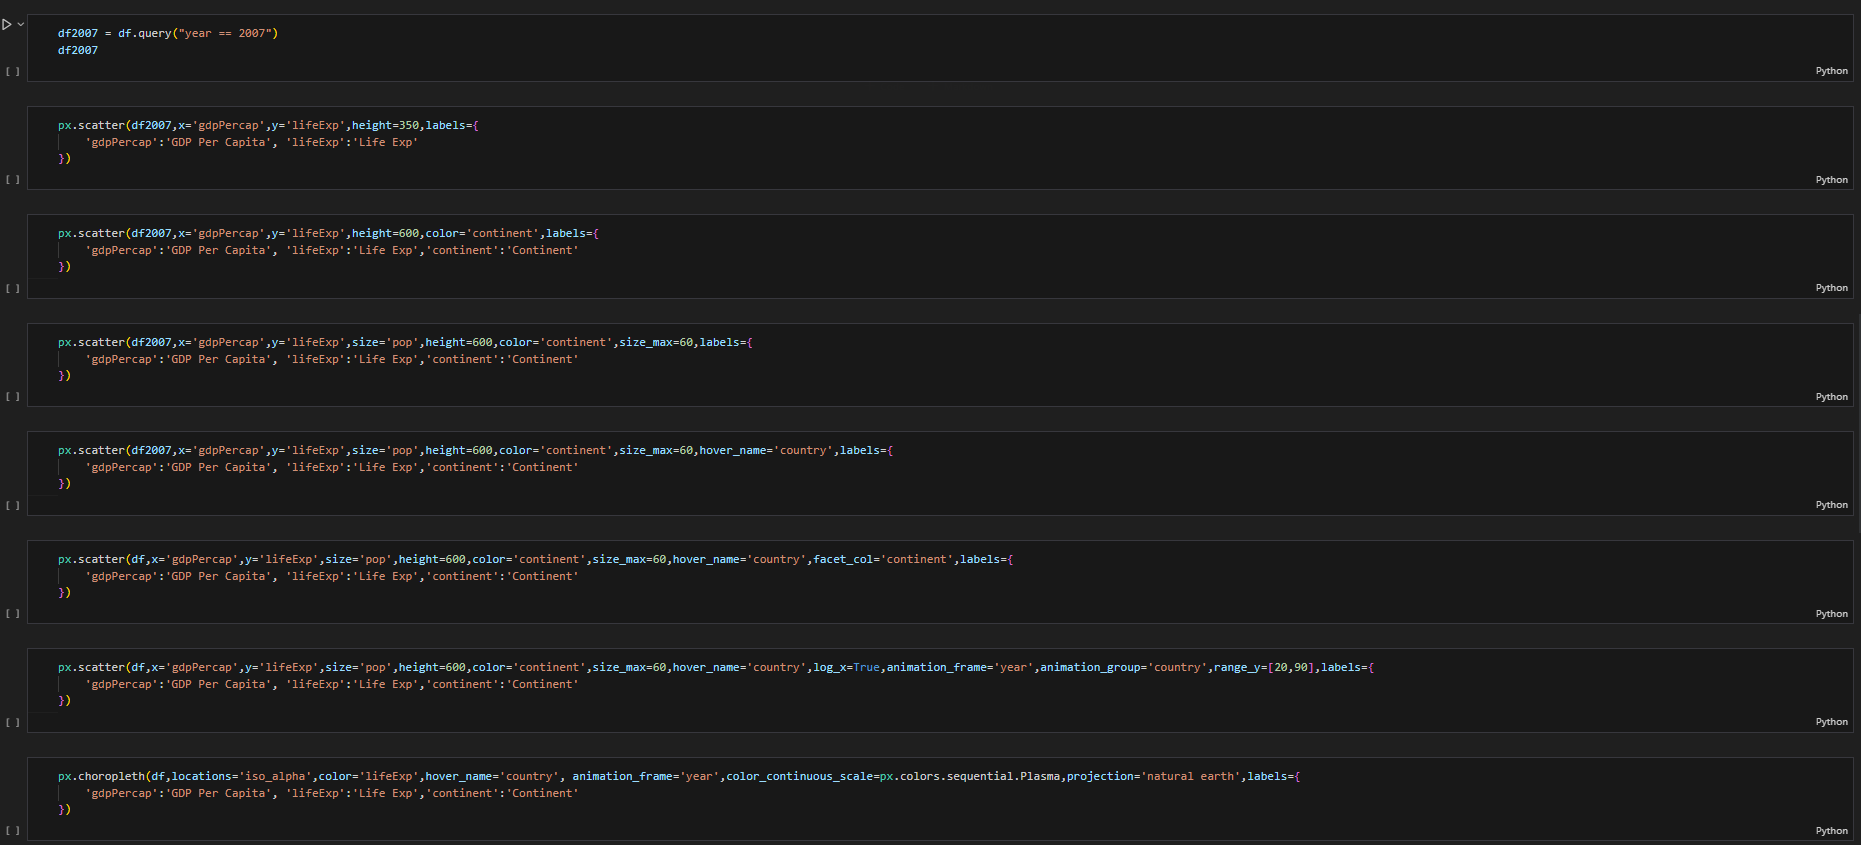 df2007 = df.query("year == 2007")
df2007
[ ]
Python
px.scatter(df2007,x='gdpPercap',y='lifeExp',height=350,labels={
    'gdpPercap':'GDP Per Capita', 'lifeExp':'Life Exp'
})
[ ]
Python
px.scatter(df2007,x='gdpPercap',y='lifeExp',height=600,color='continent',labels={
    'gdpPercap':'GDP Per Capita', 'lifeExp':'Life Exp','continent':'Continent'
})
[ ]
Python
px.scatter(df2007,x='gdpPercap',y='lifeExp',size='pop',height=600,color='continent',size_max=60,labels={
    'gdpPercap':'GDP Per Capita', 'lifeExp':'Life Exp','continent':'Continent'
})
[ ]
Python
px.scatter(df2007,x='gdpPercap',y='lifeExp',size='pop',height=600,color='continent',size_max=60,hover_name='country',labels={
    'gdpPercap':'GDP Per Capita', 'lifeExp':'Life Exp','continent':'Continent'
})
[ ]
Python
px.scatter(df,x='gdpPercap',y='lifeExp',size='pop',height=600,color='continent',size_max=60,hover_name='country',facet_col='continent',labels={
    'gdpPercap':'GDP Per Capita', 'lifeExp':'Life Exp','continent':'Continent'
})
[ ]
Python
px.scatter(df,x='gdpPercap',y='lifeExp',size='pop',height=600,color='continent',size_max=60,hover_name='country',log_x=True,animation_frame='year',animation_group='country',range_y=[20,90],labels={
    'gdpPercap':'GDP Per Capita', 'lifeExp':'Life Exp','continent':'Continent'
})
[ ]
Python
px.choropleth(df,locations='iso_alpha',color='lifeExp',hover_name='country', animation_frame='year',color_continuous_scale=px.colors.sequential.Plasma,projection='natural earth',labels={
    'gdpPercap':'GDP Per Capita', 'lifeExp':'Life Exp','continent':'Continent'
})
[ ]
Python